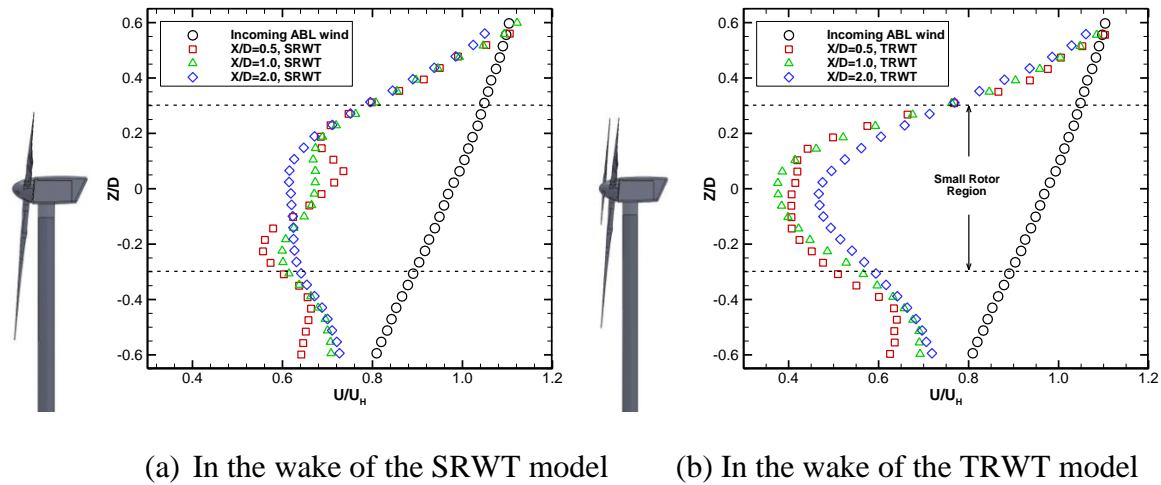 Incoming ABL wind
X/D=0.5, SRWT
X/D=1.0, SRWT
X/D=2.0, SRWT
Z/D
0.6
0.4
0.2
0
-0.2
-0.4
-0.6
0.4 0.6 0.8 1.0 1.2
U/U_H
Incoming ABL wind
X/D=0.5, TRWT
X/D=1.0, TRWT
X/D=2.0, TRWT
Small Rotor
Region
Z/D
0.6
0.4
0.2
0
-0.2
-0.4
-0.6
0.4 0.6 0.8 1.0 1.2
U/U_H
(a) In the wake of the SRWT model
(b) In the wake of the TRWT model